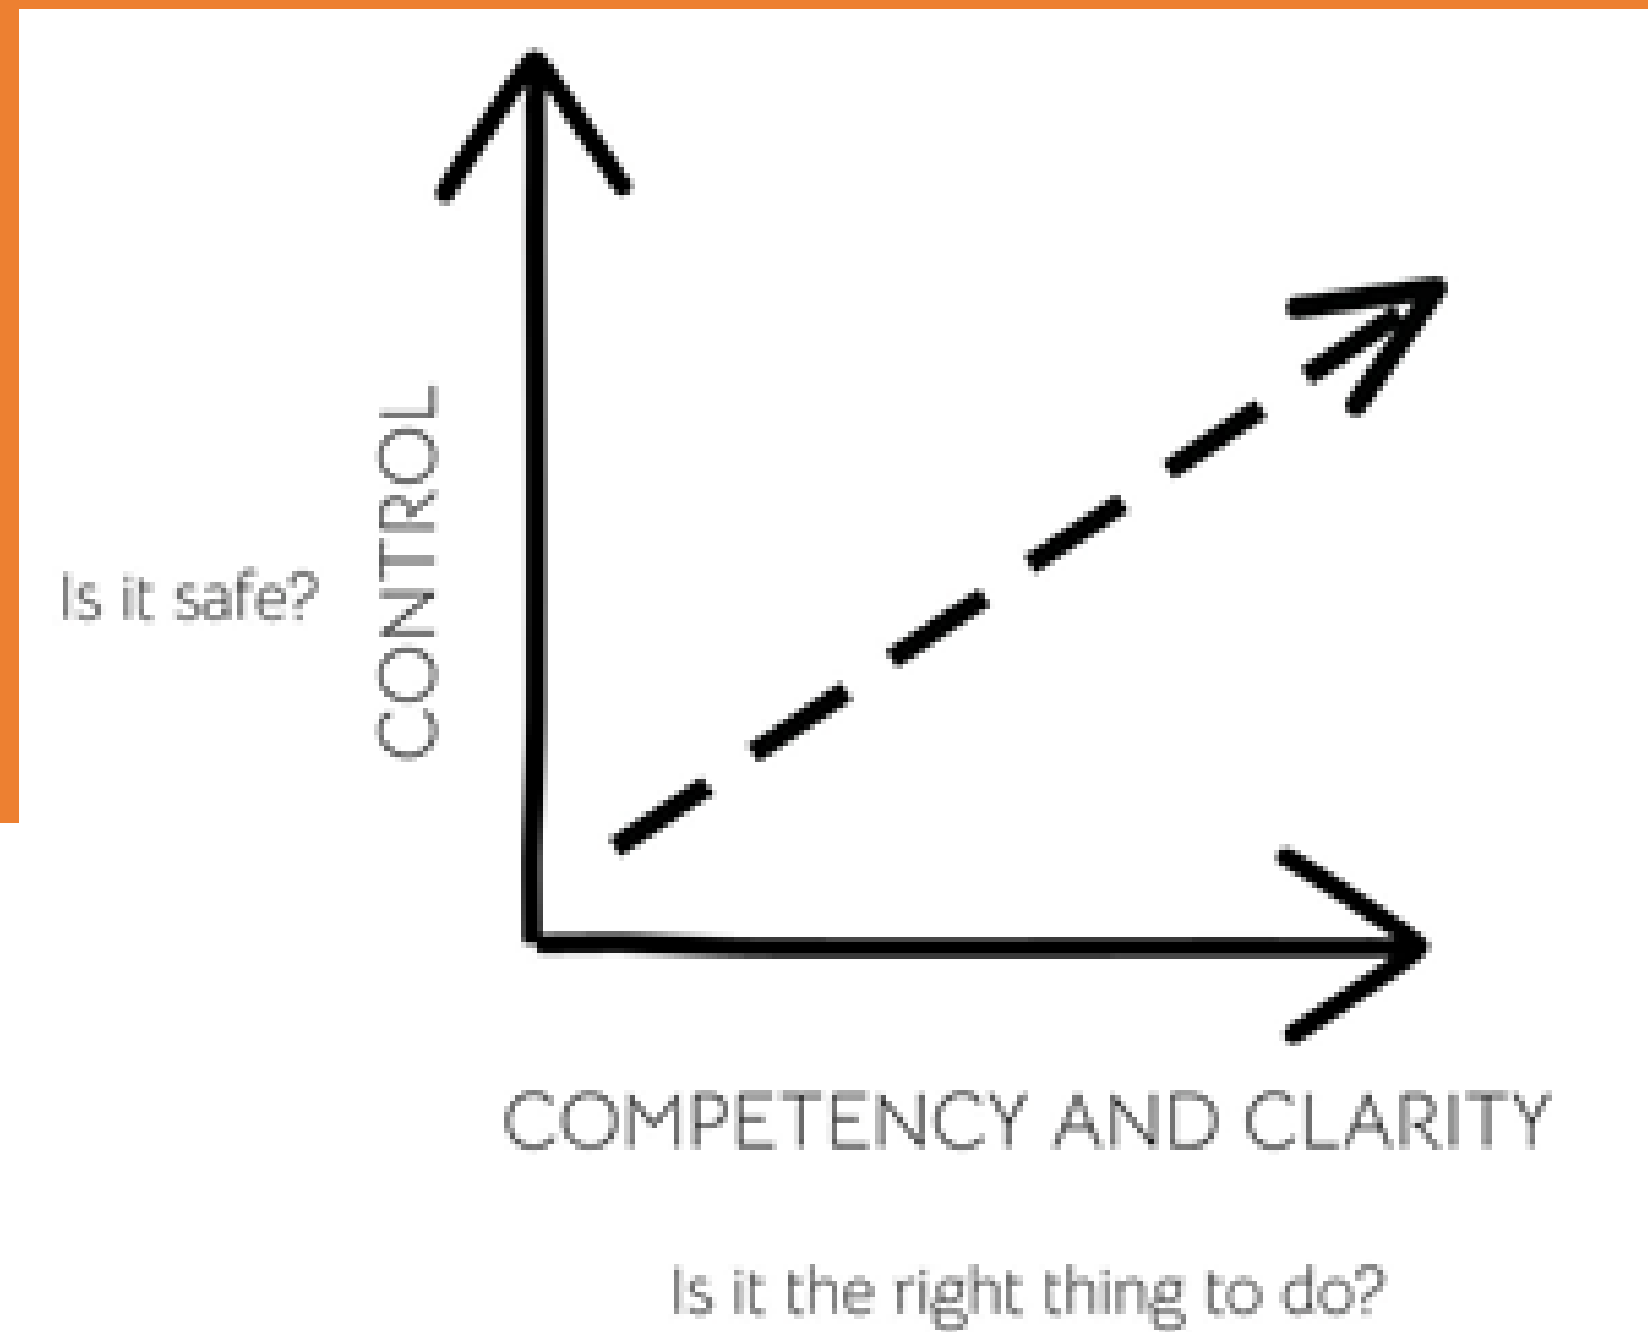 CONTROL
Is it safe?
COMPETENCY AND CLARITY
Is it the right thing to do?